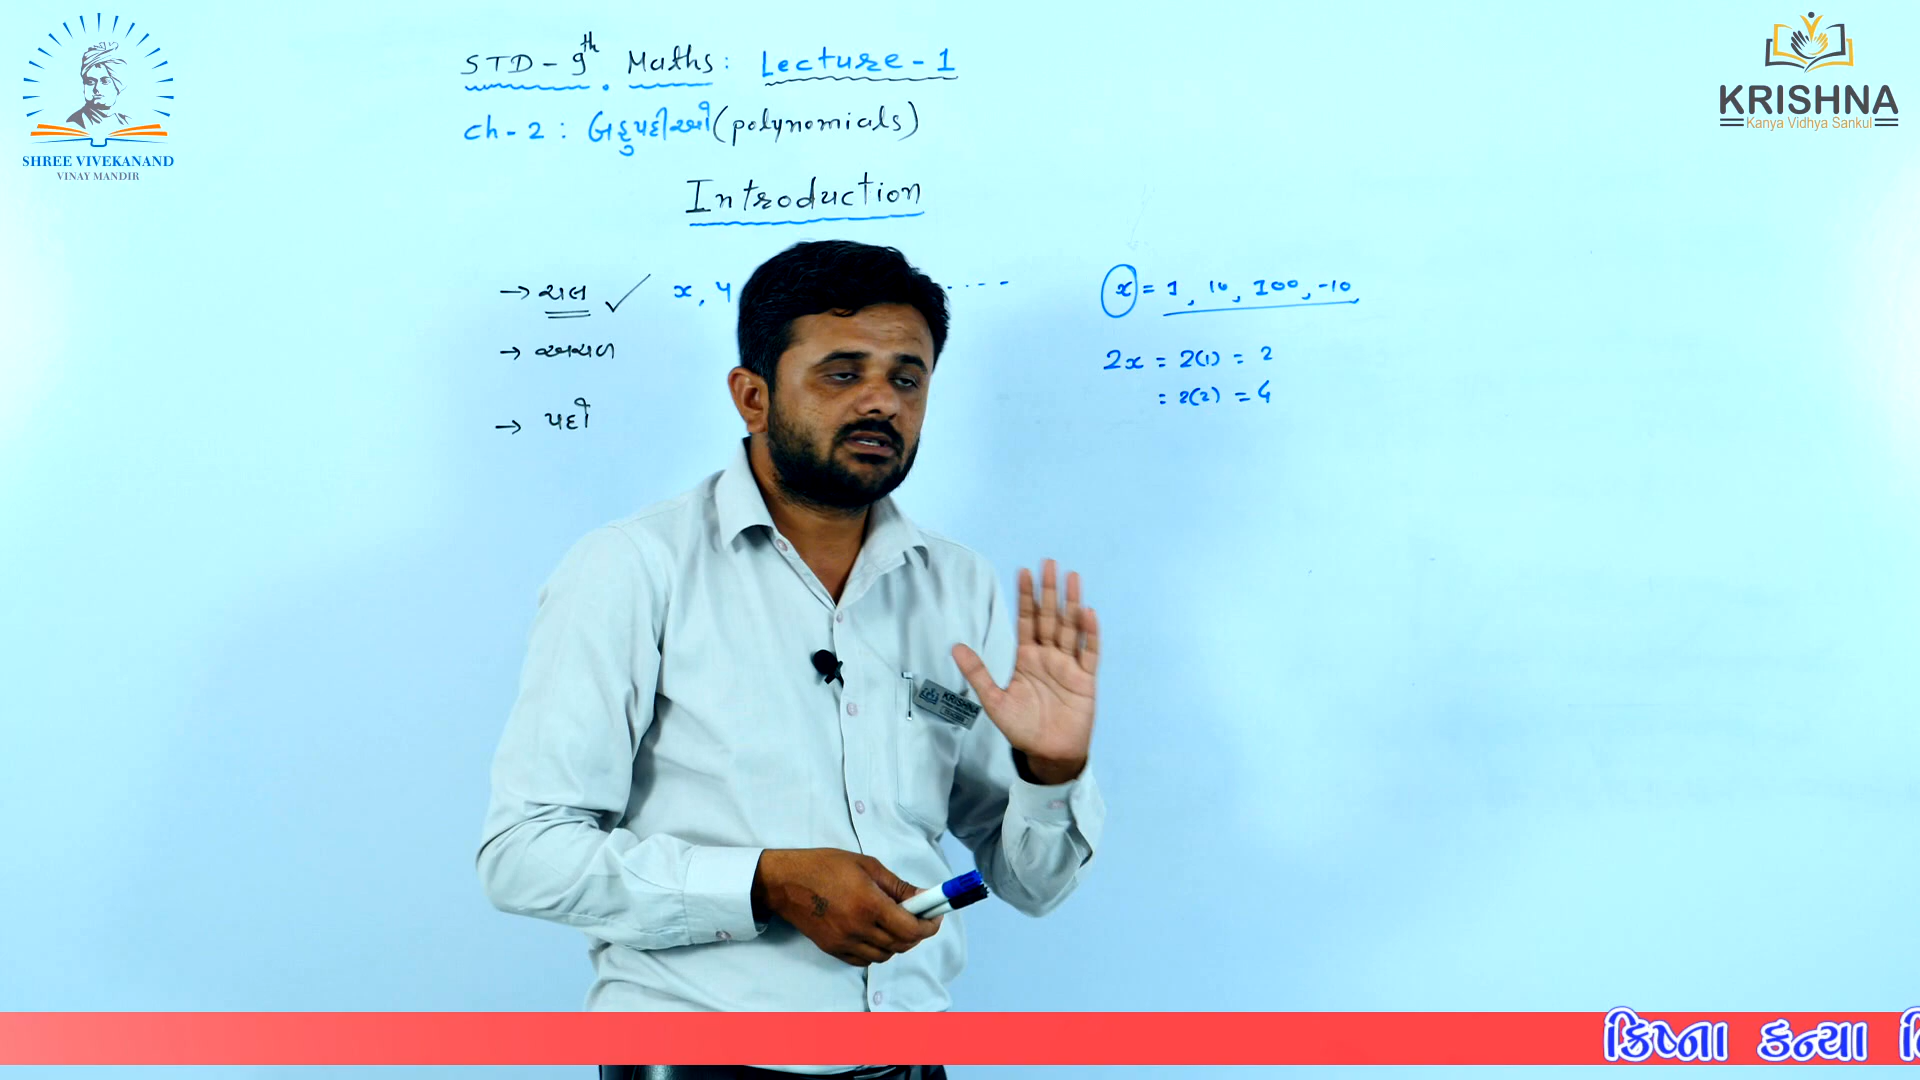 SHREE VIVEKANAND
VINAY MANDIR
KRISHNA
Kanya Vidhya Sankul
STD - 9th Maths: Lecture - 1
Ch - 2 : બહુપદીઓ (polynomials)
Introduction
→ ચલ ✓ x, y ....
x = 1, 10, 100, -10,
→ અચળ
2x = 2(1) = 2
= 2(2) = 4
→ પદો
KRISHNA
ક્રિષ્ના કન્યા વિ